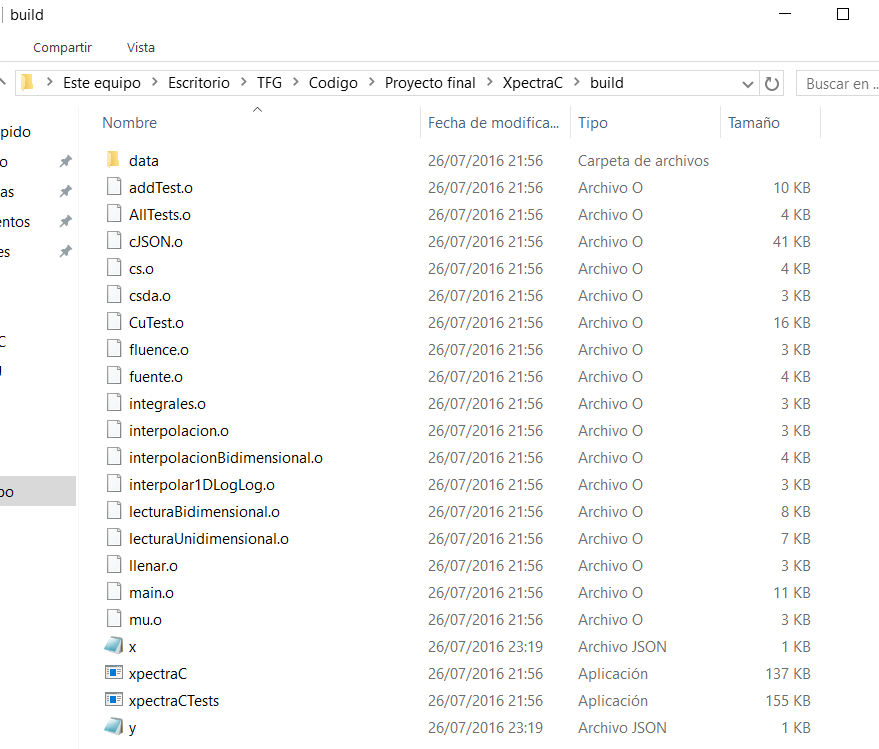 build
Compartir Vista
Este equipo Escritorio TFG Codigo Proyecto final XpectraC build Buscar en ...
Nombre Fecha de modifica... Tipo Tamaño
pido
o
as
entos
es
po
data 26/07/2016 21:56 Carpeta de archivos
addTest.o 26/07/2016 21:56 Archivo O 10 KB
AllTests.o 26/07/2016 21:56 Archivo O 4 KB
cJSON.o 26/07/2016 21:56 Archivo O 41 KB
cs.o 26/07/2016 21:56 Archivo O 4 KB
csda.o 26/07/2016 21:56 Archivo O 3 KB
CuTest.o 26/07/2016 21:56 Archivo O 16 KB
fluence.o 26/07/2016 21:56 Archivo O 3 KB
fuente.o 26/07/2016 21:56 Archivo O 4 KB
integrales.o 26/07/2016 21:56 Archivo O 3 KB
interpolacion.o 26/07/2016 21:56 Archivo O 3 KB
interpolacionBidimensional.o 26/07/2016 21:56 Archivo O 4 KB
interpolar1DLogLog.o 26/07/2016 21:56 Archivo O 3 KB
lecturaBidimensional.o 26/07/2016 21:56 Archivo O 8 KB
lecturaUnidimensional.o 26/07/2016 21:56 Archivo O 7 KB
llenar.o 26/07/2016 21:56 Archivo O 3 KB
main.o 26/07/2016 21:56 Archivo O 11 KB
mu.o 26/07/2016 21:56 Archivo O 3 KB
x 26/07/2016 23:19 Archivo JSON 1 KB
xpectraC 26/07/2016 21:56 Aplicación 137 KB
xpectraCTests 26/07/2016 21:56 Aplicación 155 KB
y 26/07/2016 23:19 Archivo JSON 1 KB